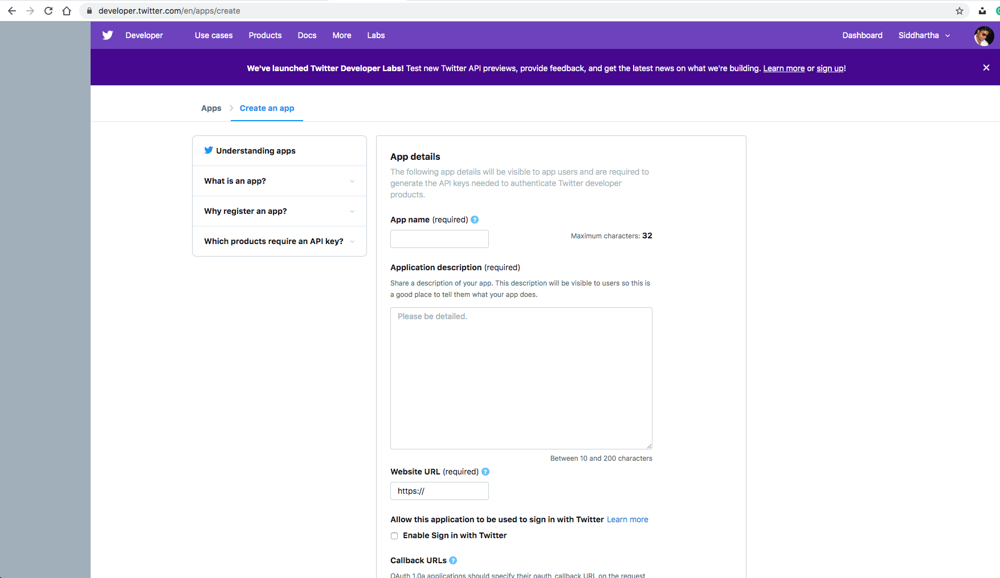 developer.twitter.com/en/apps/create
Developer Use cases Products Docs More Labs Dashboard Siddhartha
We've launched Twitter Developer Labs! Test new Twitter API previews, provide feedback, and get the latest news on what we're building. Learn more or sign up!
Apps Create an app
Understanding apps
What is an app?
Why register an app?
Which products require an API key?
App details
The following app details will be visible to app users and are required to
generate the API keys needed to authenticate Twitter developer
products.
App name (required) ?
Maximum characters: 32
Application description (required)
Share a description of your app. This description will be visible to users so this is
a good place to tell them what your app does.
Please be detailed.
Between 10 and 200 characters
Website URL (required) ?
https://
Allow this application to be used to sign in with Twitter Learn more
Enable Sign in with Twitter
Callback URLs ?
OAuth 1.0a applications should specify their oauth_callback URL on the request